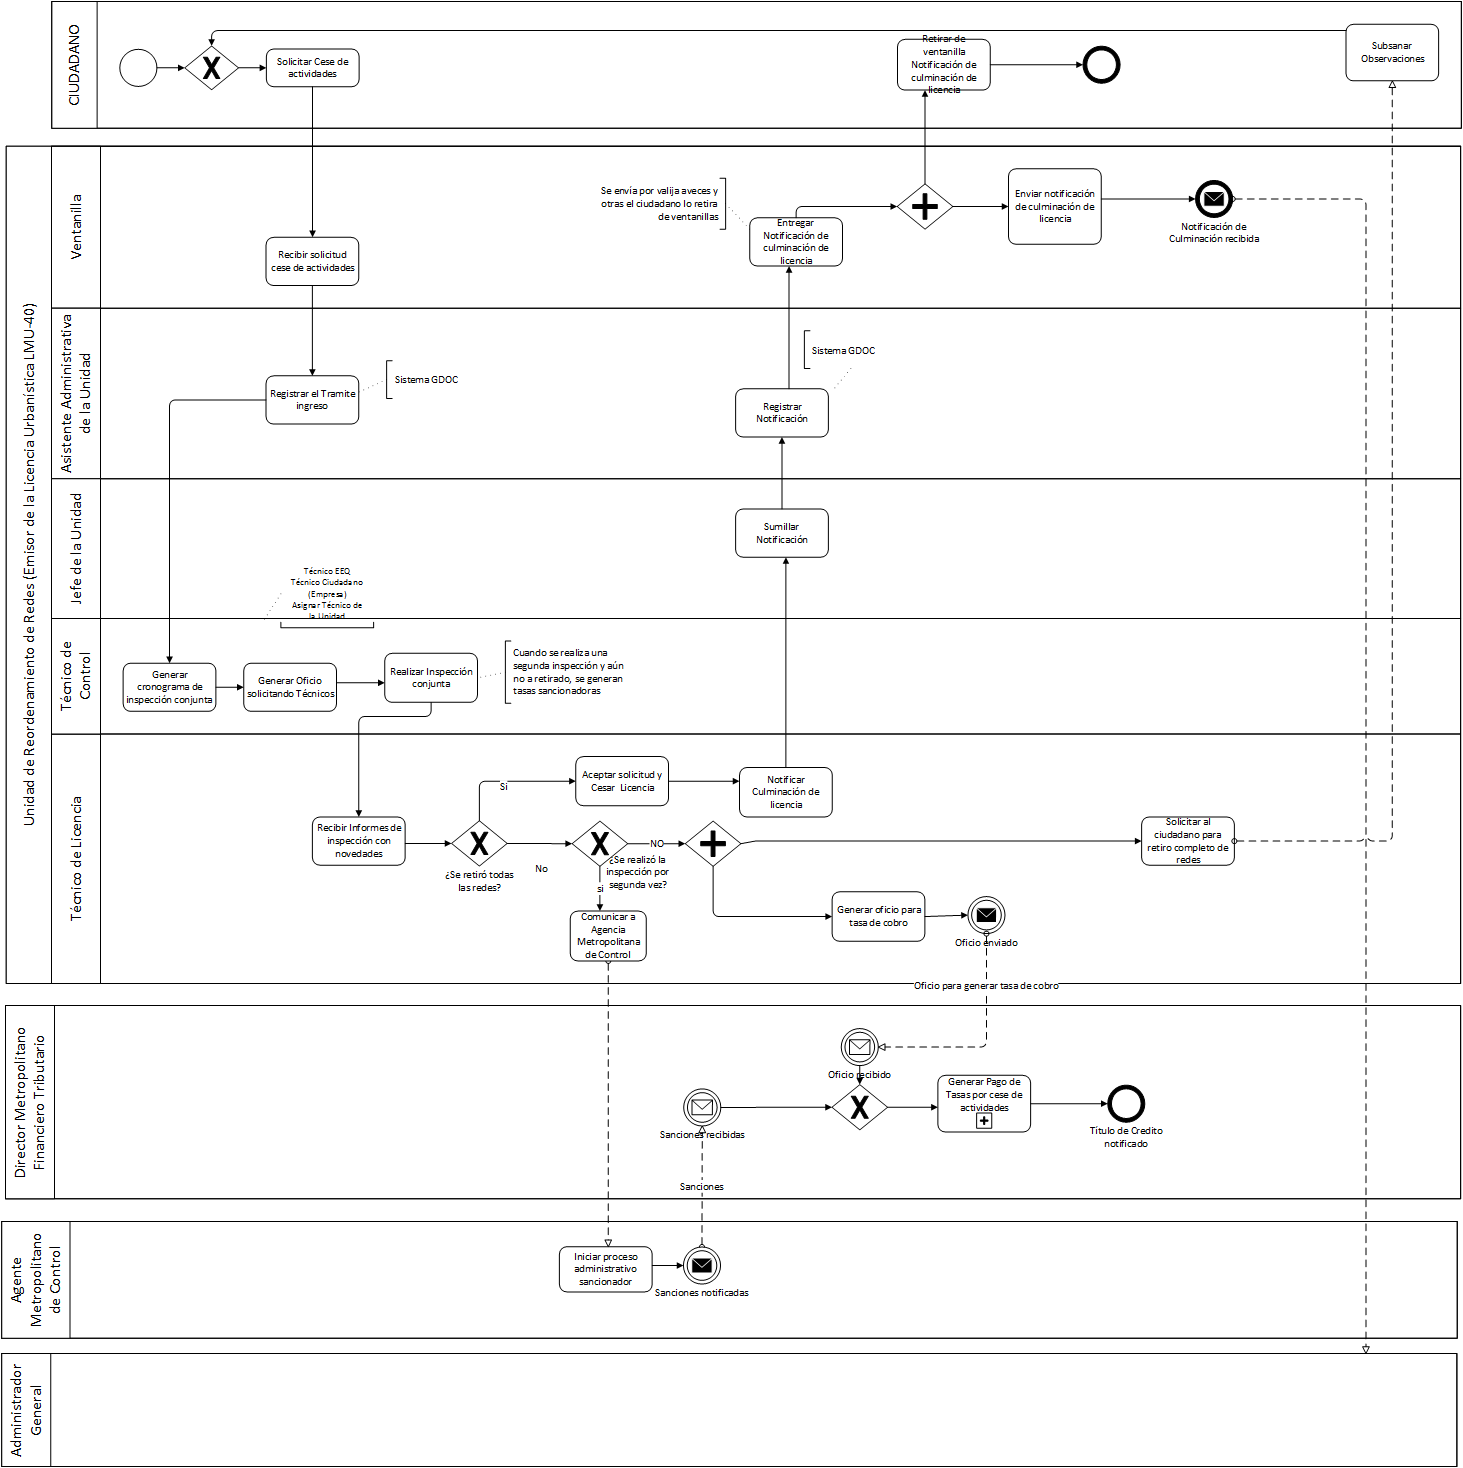 CIUDADANO
Solicitar Cese de
actividades
Retirar de
ventanilla
Notificación de
culminación de
licencia
Subsanar
Observaciones
Unidad de Reordenamiento de Redes (Emisor de la Licencia Urbanística LMU-40)
Ventanilla
Recibir solicitud
cese de actividades
Se envía por valija aveces y
otras el ciudadano lo retira
de ventanillas
Entregar
Notificación de
culminación de
licencia
Enviar notificación
de culminación de
licencia
Notificación de
Culminación recibida
Asistente Administrativa
de la Unidad
Registrar el Tramite
ingreso
Sistema GDOC
Sistema GDOC
Registrar
Notificación
Jefe de la Unidad
Sumillar
Notificación
Técnico EEQ
Técnico Ciudadano
(Empresa)
Asignar Técnico de
la Unidad
Técnico de
Control
Generar
cronograma de
inspección conjunta
Generar Oficio
solicitando Técnicos
Realizar Inspección
conjunta
Cuando se realiza una
segunda inspección y aún
no a retirado, se generan
tasas sancionadoras
Técnico de Licencia
Recibir Informes de
inspección con
novedades
¿Se retiró todas
las redes?
Si
No
Aceptar solicitud y
Cesar Licencia
Notificar
Culminación de
licencia
¿Se realizó la
inspección por
segunda vez?
NO
si
Comunicar a
Agencia
Metropolitana
de Control
Solicitar al
ciudadano para
retiro completo de
redes
Generar oficio para
tasa de cobro
Oficio enviado
Oficio para generar tasa de cobro
Director Metropolitano
Financiero Tributario
Oficio recibido
Sanciones recibidas
Generar Pago de
Tasas por cese de
actividades
Titulo de Credito
notificado
Sanciones
Agente
Metropolitano
de Control
Iniciar proceso
administrativo
sancionador
Sanciones notificadas
Administrador
General